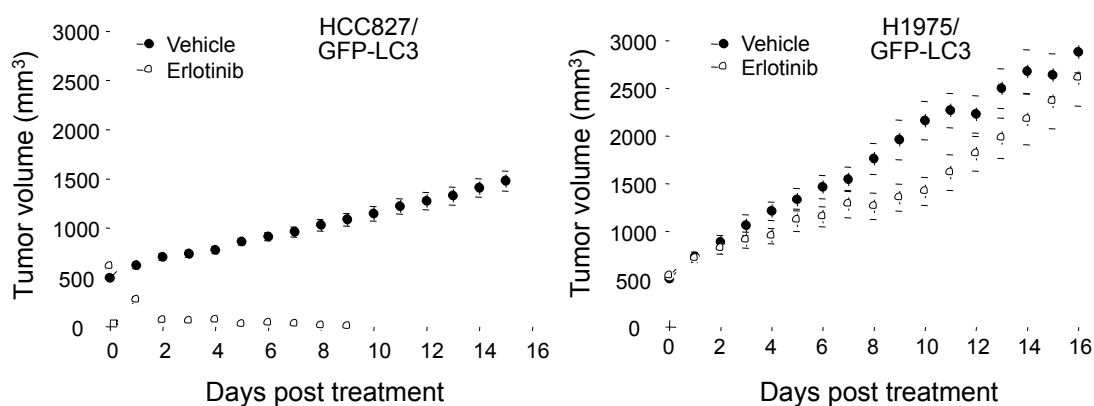 HCC827/
GFP-LC3
Vehicle
Erlotinib
Tumor volume (mm³)
3000
2500
2000
1500
1000
500
0
0 2 4 6 8 10 12 14 16
Days post treatment
H1975/
GFP-LC3
Vehicle
Erlotinib
Tumor volume (mm³)
3000
2500
2000
1500
1000
500
0
0 2 4 6 8 10 12 14 16
Days post treatment